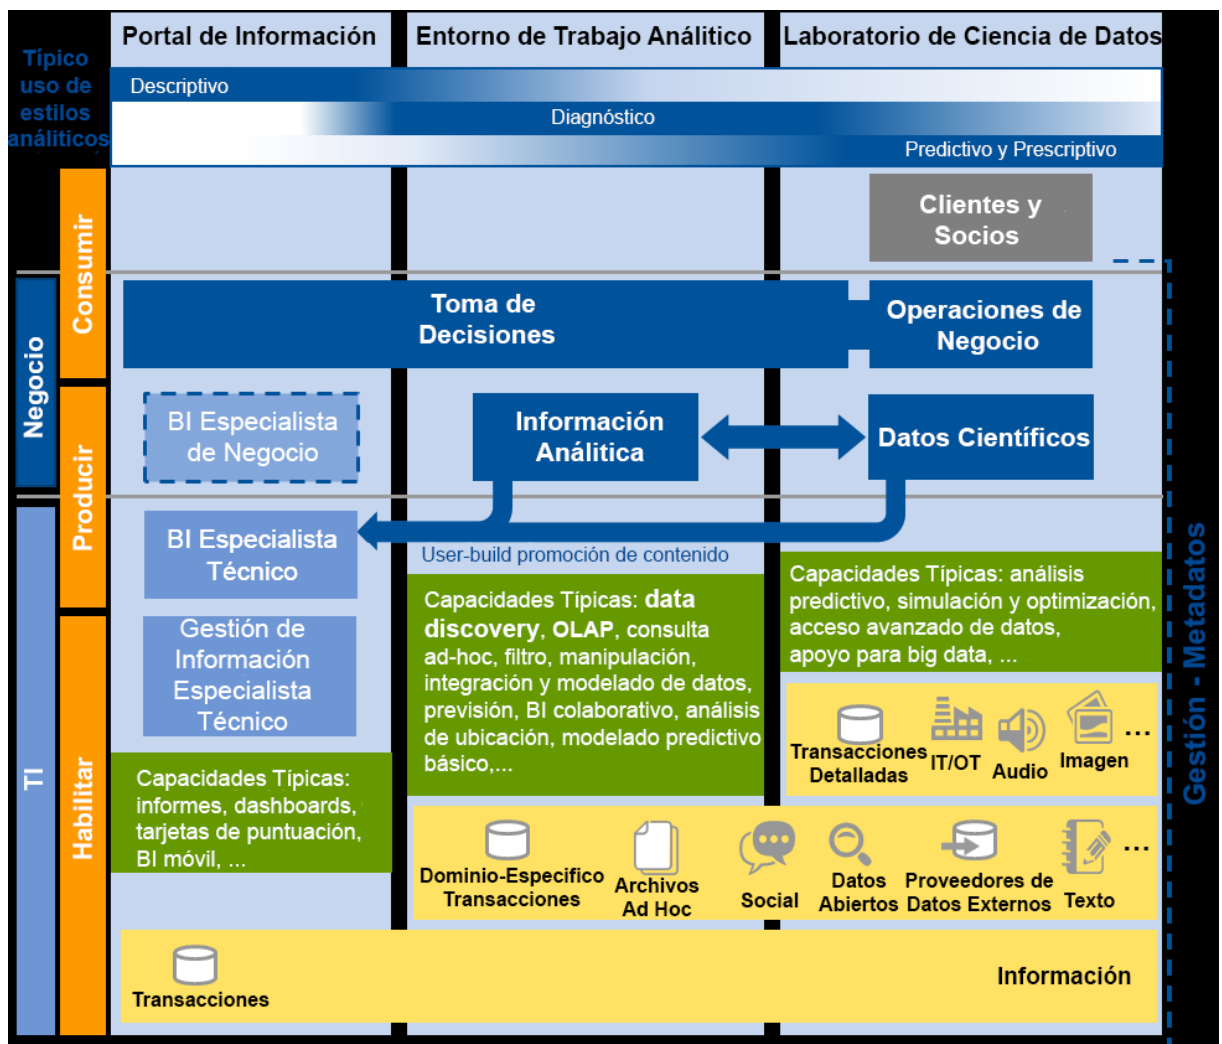 Portal de Información
Entorno de Trabajo Análitico
Laboratorio de Ciencia de Datos
Típico
uso de
estilos
análiticos
Descriptivo
Diagnóstico
Predictivo y Prescriptivo
Consumir
Clientes y
Socios
Negocio
Toma de
Decisiones
Operaciones de
Negocio
Producir
BI Especialista
de Negocio
Información
Análitica
Datos Científicos
TI
BI Especialista
Técnico
User-build promoción de contenido
Habilitar
Gestión de
Información
Especialista
Técnico
Capacidades Típicas:
informes, dashboards,
tarjetas de puntuación,
BI móvil, ...
Capacidades Típicas: data
discovery, OLAP, consulta
ad-hoc, filtro, manipulación,
integración y modelado de datos,
previsión, BI colaborativo, análisis
de ubicación, modelado predictivo
básico,...
Capacidades Típicas: análisis
predictivo, simulación y optimización,
acceso avanzado de datos,
apoyo para big data, ...
Transacciones
Detalladas
IT/OT
Audio
Imagen
...
Dominio-Especifico
Transacciones
Archivos
Ad Hoc
Social
Datos
Abiertos
Proveedores de
Datos Externos
Texto
...
Transacciones
Información
Gestión - Metadatos